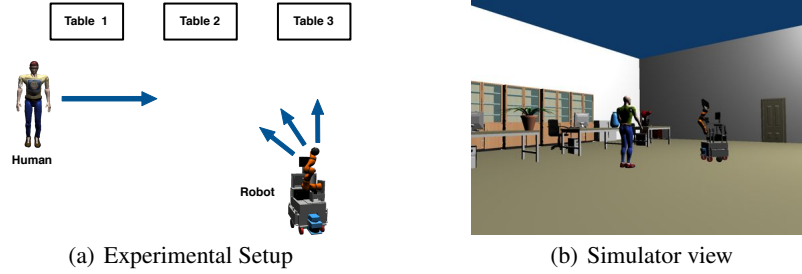 Table 1
Table 2
Table 3
Human
Robot
(a) Experimental Setup
(b) Simulator view